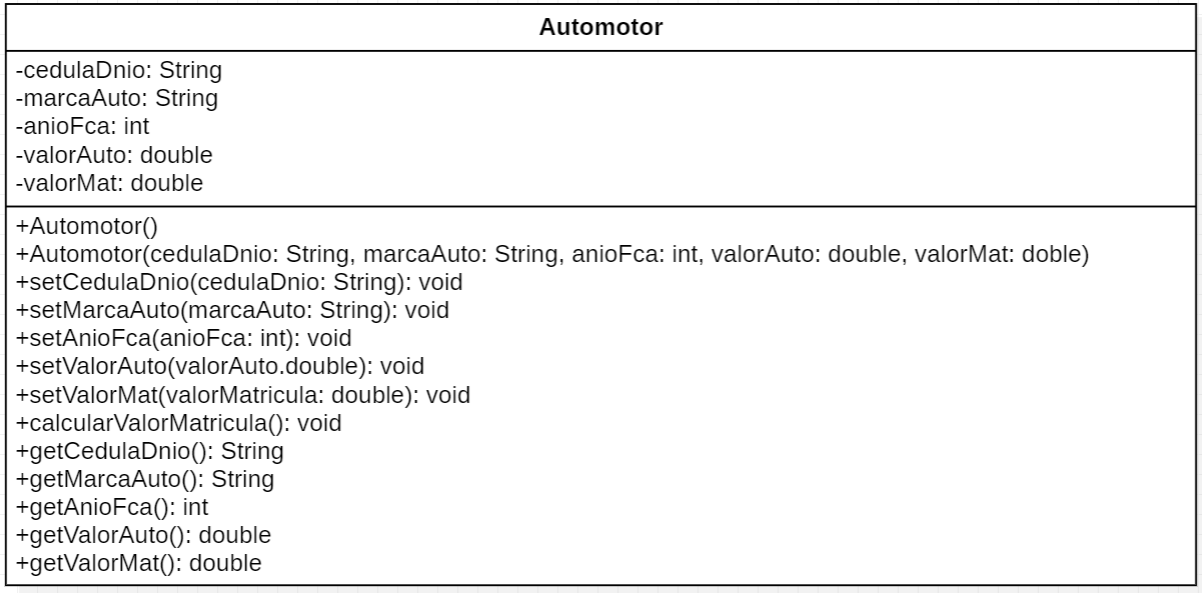 Automotor
-cedulaDnio: String
-marcaAuto: String
-anioFca: int
-valorAuto: double
-valorMat: double
+Automotor()
+Automotor(cedulaDnio: String, marcaAuto: String, anioFca: int, valorAuto: double, valorMat: doble)
+setCedulaDnio(cedulaDnio: String): void
+setMarcaAuto(marcaAuto: String): void
+setAnioFca(anioFca: int): void
+setValorAuto(valorAuto.double): void
+setValorMat(valorMatricula: double): void
+calcularValorMatricula(): void
+getCedulaDnio(): String
+getMarcaAuto(): String
+getAnioFca(): int
+getValorAuto(): double
+getValorMat(): double